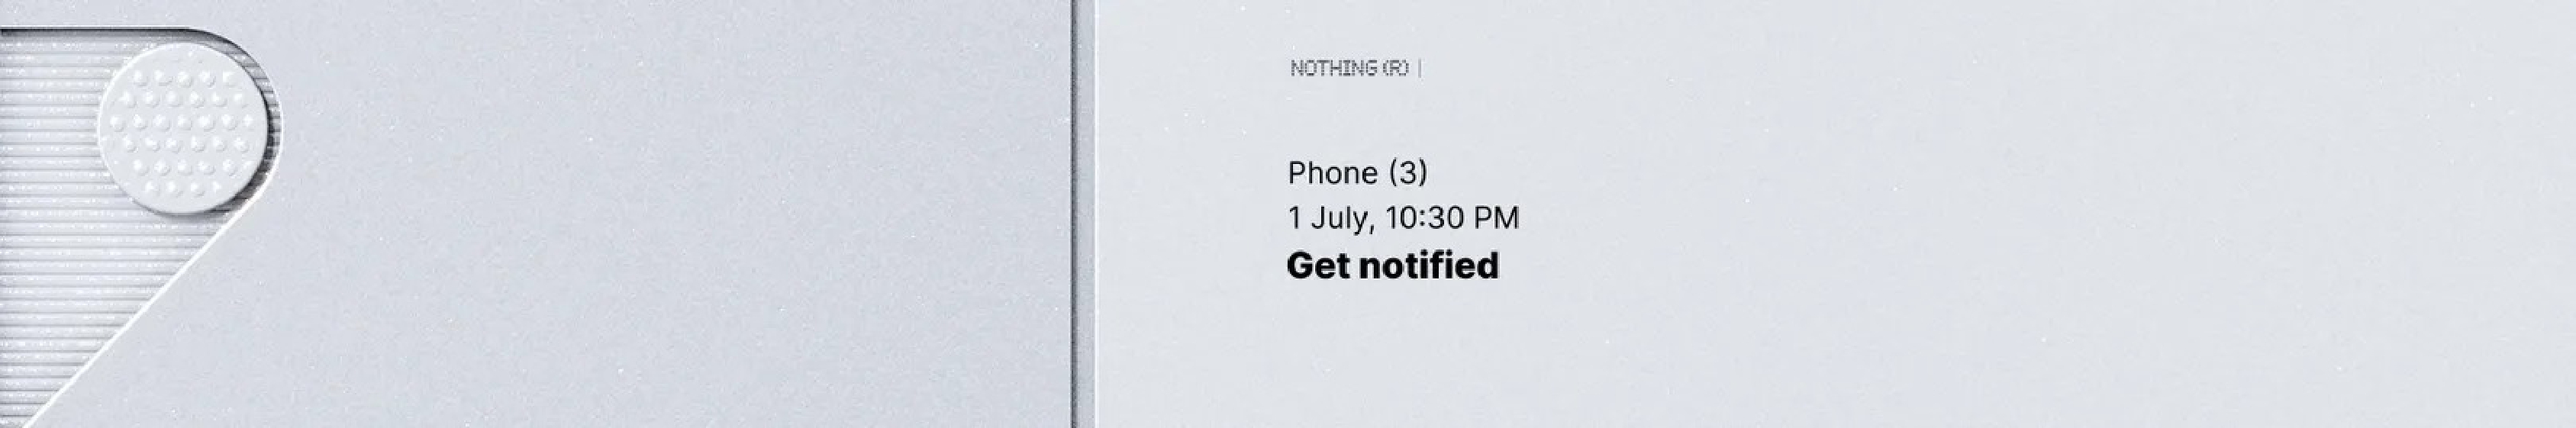 NOTHING (R) |
Phone (3)
1 July, 10:30 PM
Get notified